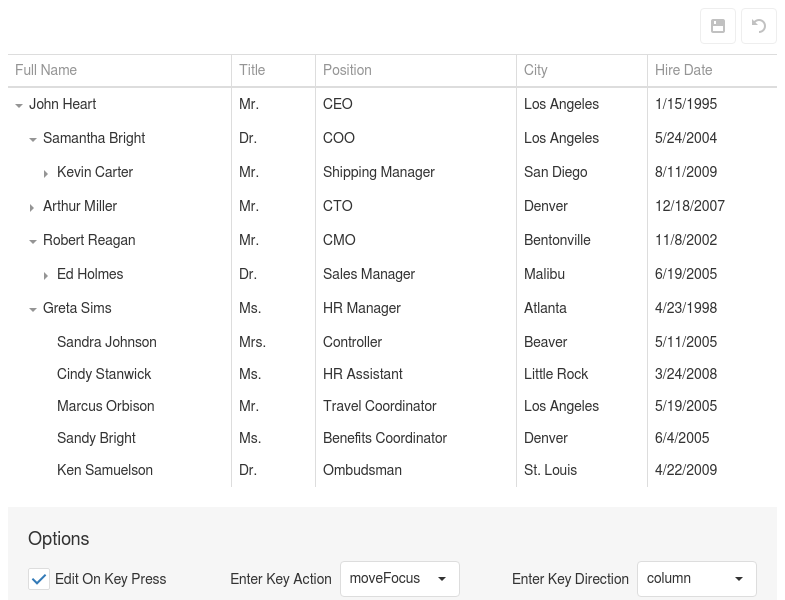 Full Name Title Position City Hire Date
John Heart Mr. CEO Los Angeles 1/15/1995
Samantha Bright Dr. COO Los Angeles 5/24/2004
Kevin Carter Mr. Shipping Manager San Diego 8/11/2009
Arthur Miller Mr. CTO Denver 12/18/2007
Robert Reagan Mr. CMO Bentonville 11/8/2002
Ed Holmes Dr. Sales Manager Malibu 6/19/2005
Greta Sims Ms. HR Manager Atlanta 4/23/1998
Sandra Johnson Mrs. Controller Beaver 5/11/2005
Cindy Stanwick Ms. HR Assistant Little Rock 3/24/2008
Marcus Orbison Mr. Travel Coordinator Los Angeles 5/19/2005
Sandy Bright Ms. Benefits Coordinator Denver 6/4/2005
Ken Samuelson Dr. Ombudsman St. Louis 4/22/2009
Options
Edit On Key Press Enter Key Action moveFocus Enter Key Direction column